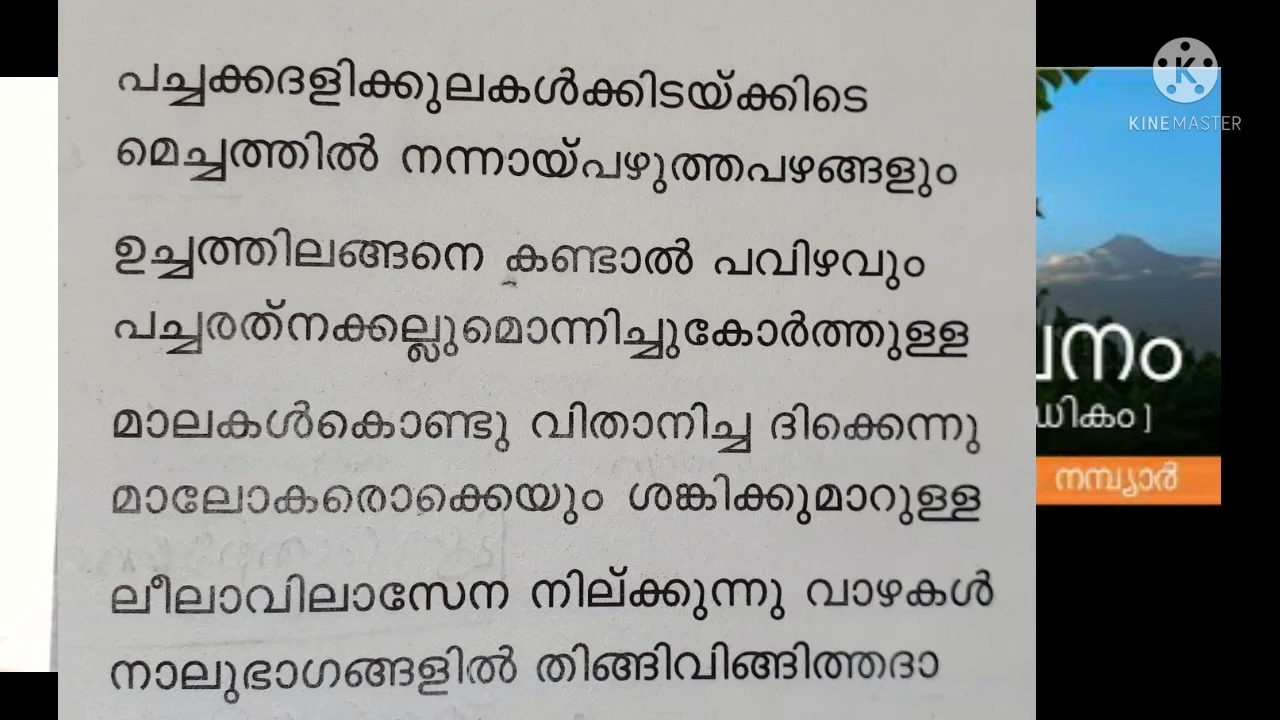 പച്ചക്കദളിക്കുലകൾക്കിടയ്ക്കിടെ
മെച്ചത്തിൽ നന്നായ്പഴുത്തപഴങ്ങളും
ഉച്ചത്തിലങ്ങനെ കണ്ടാൽ പവിഴവും
പച്ചരത്നക്കല്ലുമൊന്നിച്ചുകോർത്തുള്ള
മാലകൾകൊണ്ടു വിതാനിച്ച ദിക്കെന്നു
മാലോകരൊക്കെയും ശങ്കിക്കുമാറുള്ള
ലീലാവിലാസേന നില്ക്കുന്നു വാഴകൾ
നാലുഭാഗങ്ങളിൽ തിങ്ങിവിങ്ങിത്തദാ
KINEMASTER
നമ്പ്യാർ